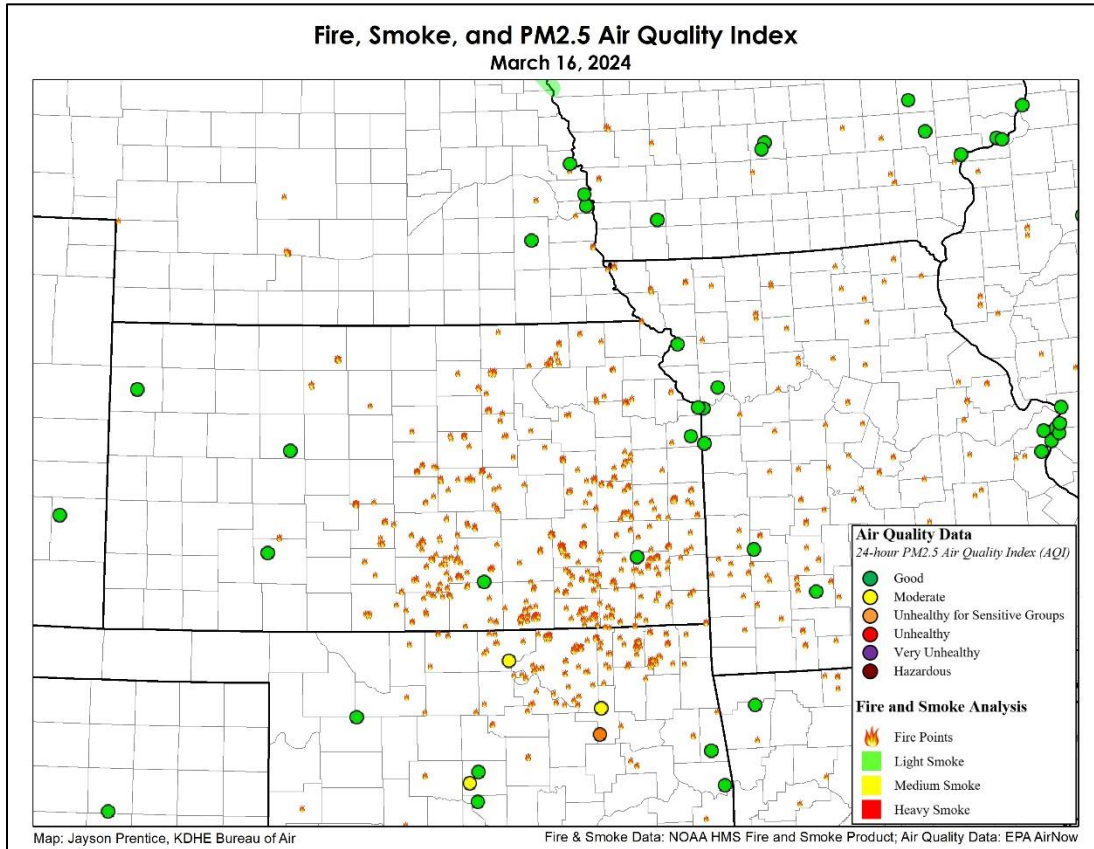 Fire, Smoke, and PM2.5 Air Quality Index
March 16, 2024
Air Quality Data
24-hour PM2.5 Air Quality Index (AQI)
Good
Moderate
Unhealthy for Sensitive Groups
Unhealthy
Very Unhealthy
Hazardous
Fire and Smoke Analysis
Fire Points
Light Smoke
Medium Smoke
Heavy Smoke
Map: Jayson Prentice, KDHE Bureau of Air
Fire & Smoke Data: NOAA HMS Fire and Smoke Product; Air Quality Data: EPA AirNow